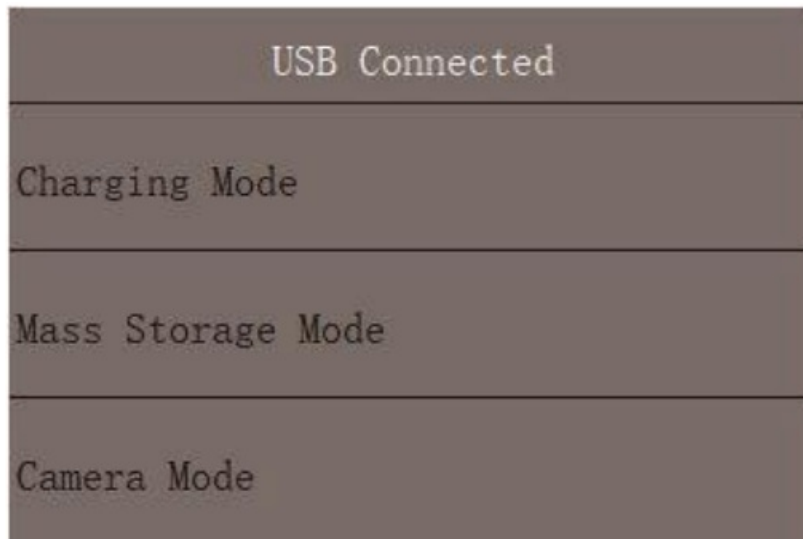 USB Connected
Charging Mode
Mass Storage Mode
Camera Mode